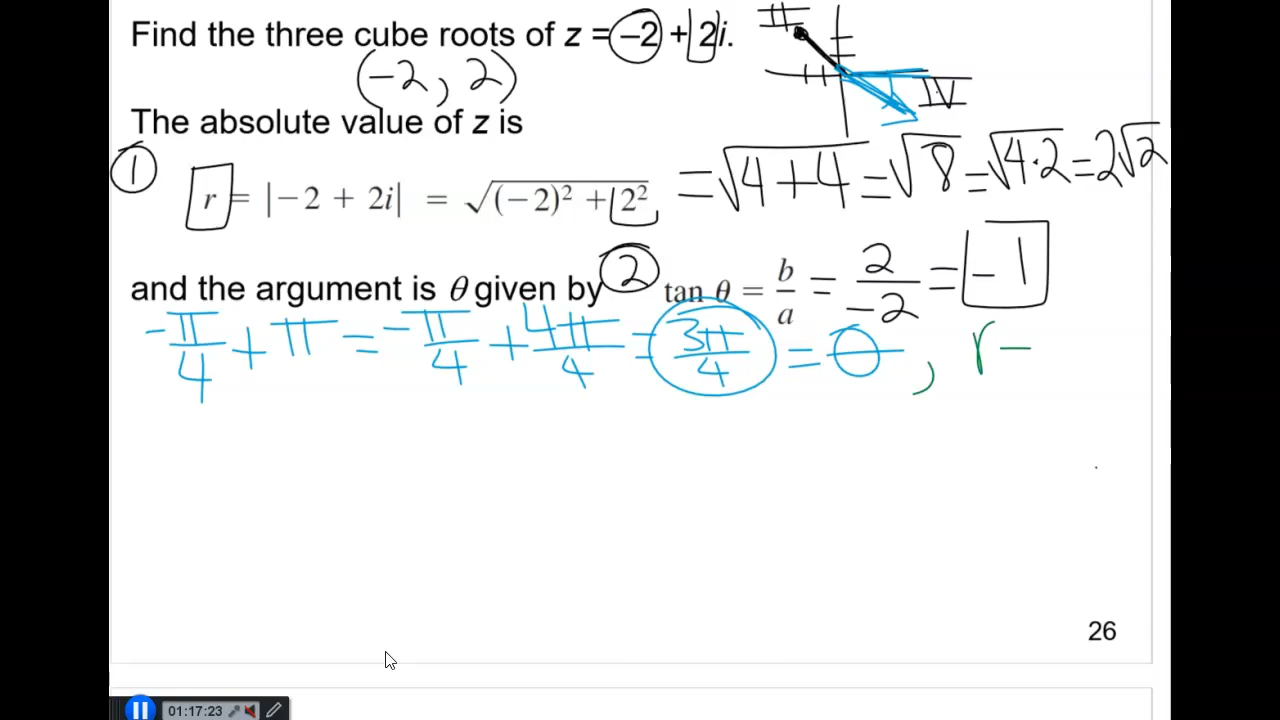 Find the three cube roots of z = –2 + 2i.
II
(-2, 2)
IV
The absolute value of z is
① r = |−2 + 2i| = √(−2)² + 2² = √4+4 = √8 = √4·2 = 2√2
and the argument is θ given by ② tan θ = b/a = 2/-2 = -1
-π/4 + π = -π/4 + 4π/4 = 3π/4 = θ, r-
26
01:17:23